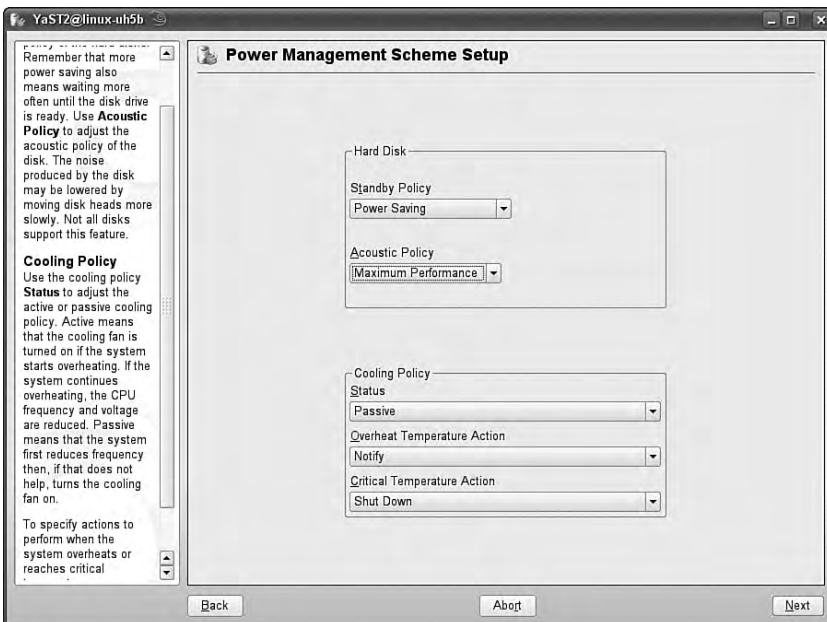 YaST2@linux-uh5b
Remember that more
power saving also
means waiting more
often until the disk drive
is ready. Use Acoustic
Policy to adjust the
acoustic policy of the
disk. The noise
produced by the disk
may be lowered by
moving disk heads more
slowly. Not all disks
support this feature.
Cooling Policy
Use the cooling policy
Status to adjust the
active or passive cooling
policy. Active means
that the cooling fan is
turned on if the system
starts overheating. If the
system continues
overheating, the CPU
frequency and voltage
are reduced. Passive
means that the system
first reduces frequency
then, if that does not
help, turns the cooling
fan on.
To specify actions to
perform when the
system overheats or
reaches critical
Power Management Scheme Setup
Hard Disk
Standby Policy
Power Saving
Acoustic Policy
Maximum Performance
Cooling Policy
Status
Passive
Overheat Temperature Action
Notify
Critical Temperature Action
Shut Down
Back
Abort
Next